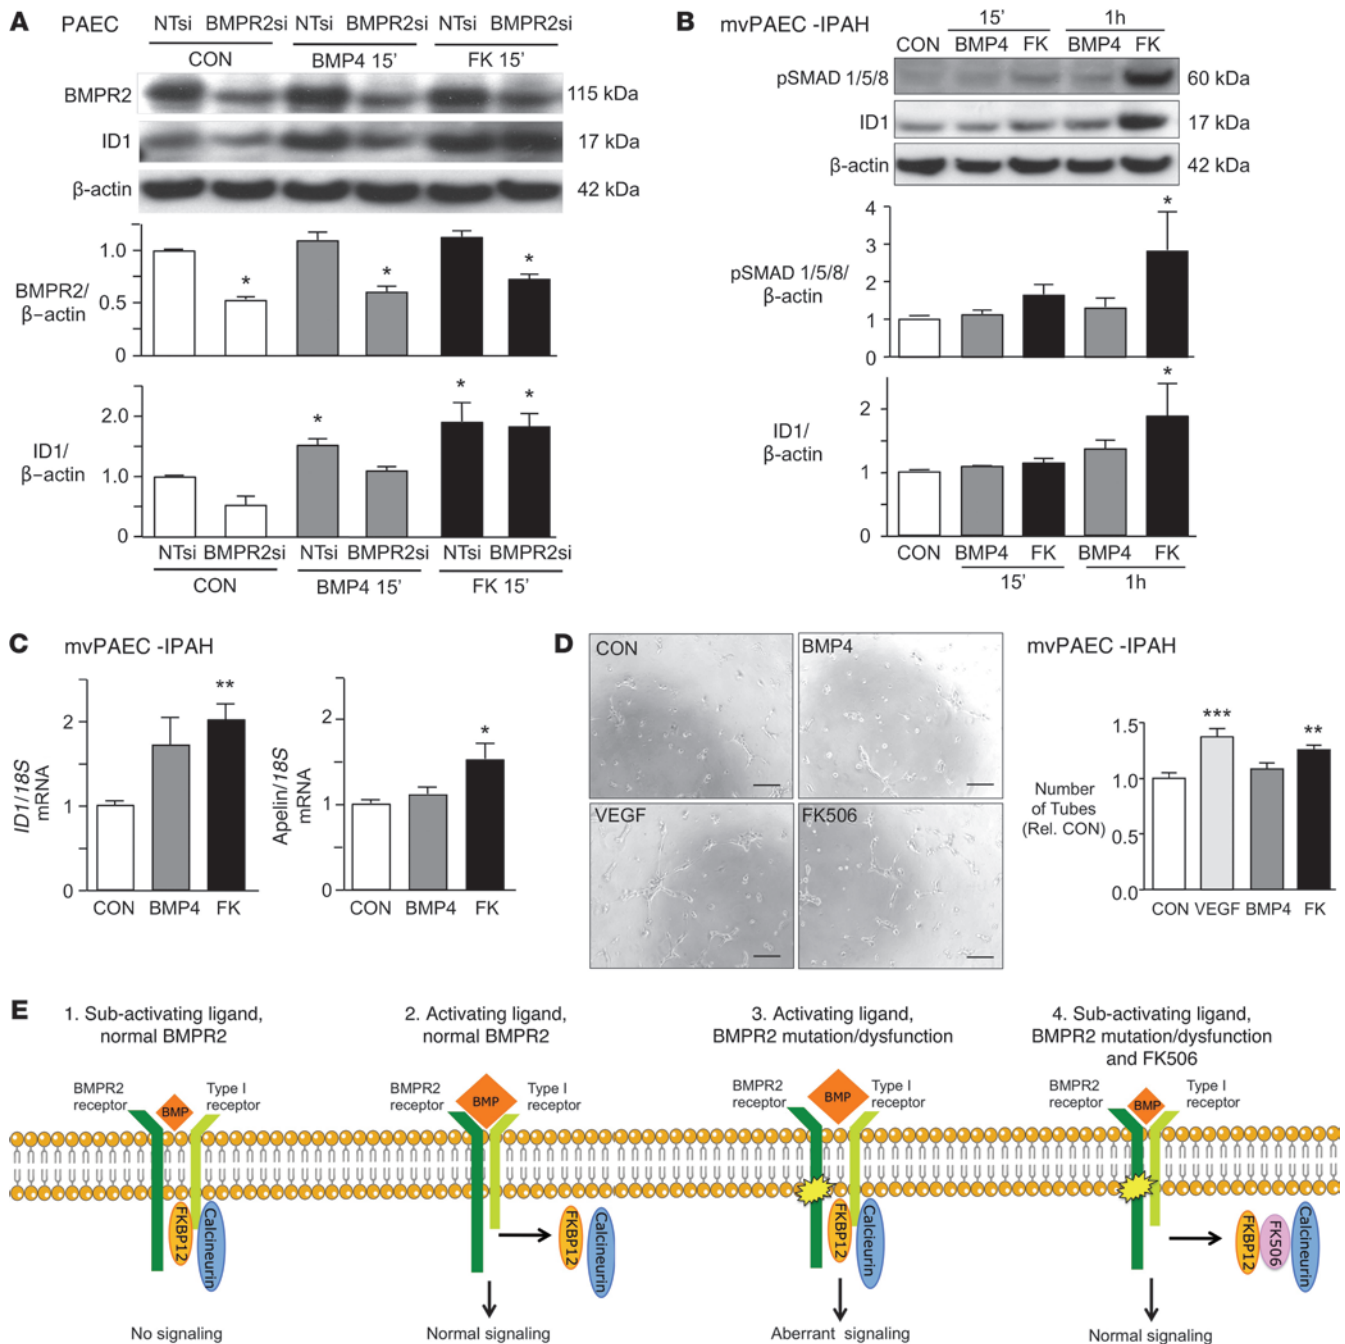 A PAEC
NTsi BMPR2si NTsi BMPR2si NTsi BMPR2si
CON BMP4 15' FK 15'
BMPR2 115 kDa
ID1 17 kDa
β-actin 42 kDa
1.0
0.5
0
BMPR2/
β-actin
* * *
2.0
1.0
0
ID1/
β-actin
* * *
NTsi BMPR2si NTsi BMPR2si NTsi BMPR2si
CON BMP4 15' FK 15'
B mvPAEC -IPAH
15' 1h
CON BMP4 FK BMP4 FK
pSMAD 1/5/8 60 kDa
ID1 17 kDa
β-actin 42 kDa
4
3
2
1
0
pSMAD 1/5/8/
β-actin
*
2
1
0
ID1/
β-actin
*
CON BMP4 FK BMP4 FK
15' 1h
C mvPAEC -IPAH
ID1/18S
mRNA
2
1
0
**
CON BMP4 FK
Apelin/18S
mRNA
2
1
0
*
CON BMP4 FK
D
CON
BMP4
VEGF
FK506
mvPAEC -IPAH
1.5
1.0
0.5
0.0
Number
of Tubes
(Rel. CON)
*** **
CON VEGF BMP4 FK
E
1. Sub-activating ligand,
normal BMPR2
BMPR2
receptor
BMP
Type I
receptor
FKBP12
Calcineurin
No signaling
2. Activating ligand,
normal BMPR2
BMPR2
receptor
BMP
Type I
receptor
FKBP12
Calcineurin
Normal signaling
3. Activating ligand,
BMPR2 mutation/dysfunction
BMPR2
receptor
BMP
Type I
receptor
FKBP12
Calcieurin
Aberrant signaling
4. Sub-activating ligand,
BMPR2 mutation/dysfunction
and FK506
BMPR2
receptor
BMP
Type I
receptor
FKBP12
FK506
Calcineurin
Normal signaling